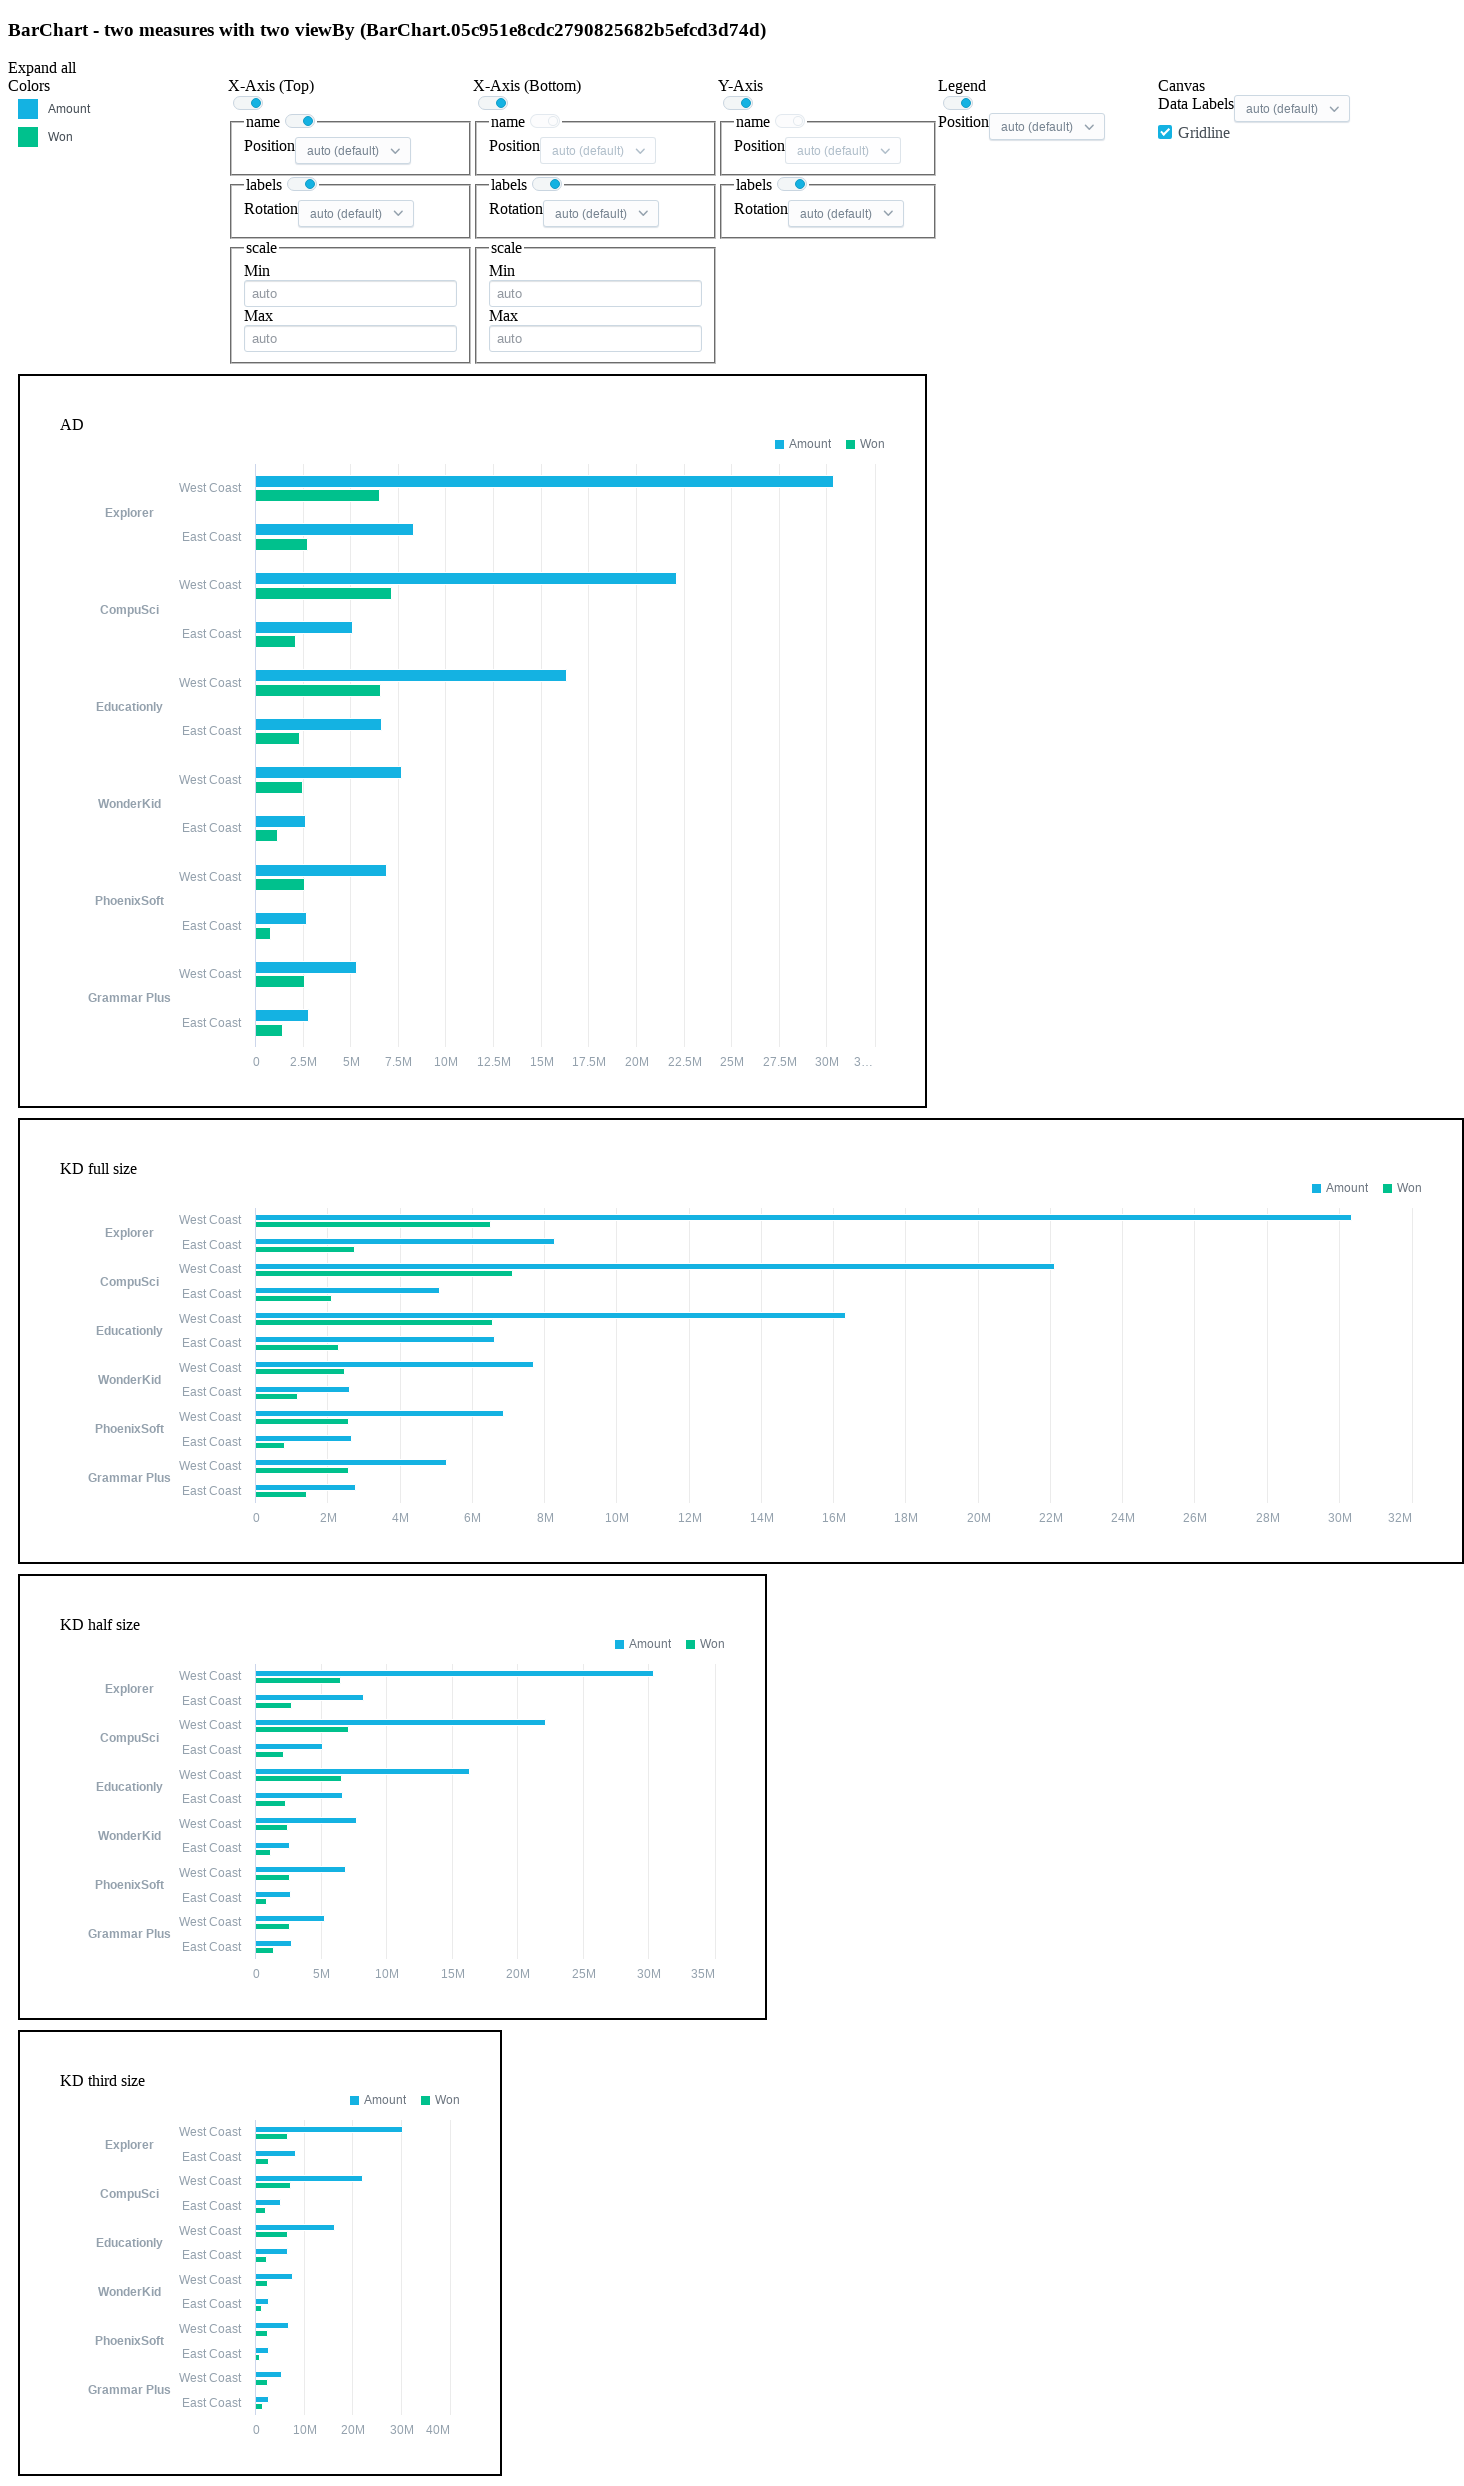 BarChart - two measures with two viewBy (BarChart.05c951e8cdc2790825682b5efcd3d74d)
Expand all
Colors
Amount
Won
X-Axis (Top)
name
Position auto (default)
labels
Rotation auto (default)
scale
Min
auto
Max
auto
X-Axis (Bottom)
name
Position auto (default)
labels
Rotation auto (default)
scale
Min
auto
Max
auto
Y-Axis
name
Position auto (default)
labels
Rotation auto (default)
Legend
Position auto (default)
Canvas
Data Labels auto (default)
Gridline
AD
Amount Won
Explorer
West Coast
East Coast
CompuSci
West Coast
East Coast
Educationly
West Coast
East Coast
WonderKid
West Coast
East Coast
PhoenixSoft
West Coast
East Coast
Grammar Plus
West Coast
East Coast
0 2.5M 5M 7.5M 10M 12.5M 15M 17.5M 20M 22.5M 25M 27.5M 30M 3…
KD full size
Amount Won
Explorer
West Coast
East Coast
CompuSci
West Coast
East Coast
Educationly
West Coast
East Coast
WonderKid
West Coast
East Coast
PhoenixSoft
West Coast
East Coast
Grammar Plus
West Coast
East Coast
0 2M 4M 6M 8M 10M 12M 14M 16M 18M 20M 22M 24M 26M 28M 30M 32M
KD half size
Amount Won
Explorer
West Coast
East Coast
CompuSci
West Coast
East Coast
Educationly
West Coast
East Coast
WonderKid
West Coast
East Coast
PhoenixSoft
West Coast
East Coast
Grammar Plus
West Coast
East Coast
0 5M 10M 15M 20M 25M 30M 35M
KD third size
Amount Won
Explorer
West Coast
East Coast
CompuSci
West Coast
East Coast
Educationly
West Coast
East Coast
WonderKid
West Coast
East Coast
PhoenixSoft
West Coast
East Coast
Grammar Plus
West Coast
East Coast
0 10M 20M 30M 40M